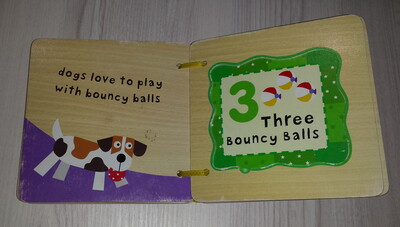 dogs love to play
with bouncy balls
3
Three
Bouncy Balls